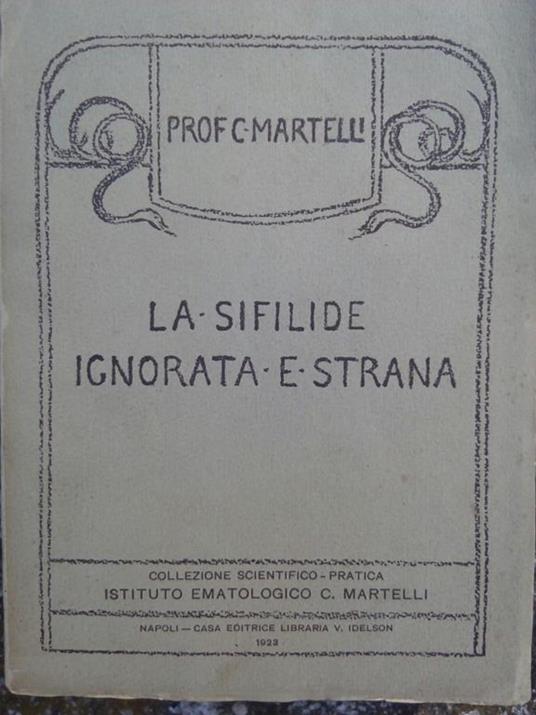 PROF C·MARTELLI
LA·SIFILIDE
IGNORATA·E·STRANA
COLLEZIONE SCIENTIFICO-PRATICA
ISTITUTO EMATOLOGICO C. MARTELLI
NAPOLI — CASA EDITRICE LIBRARIA V. IDELSON
1923